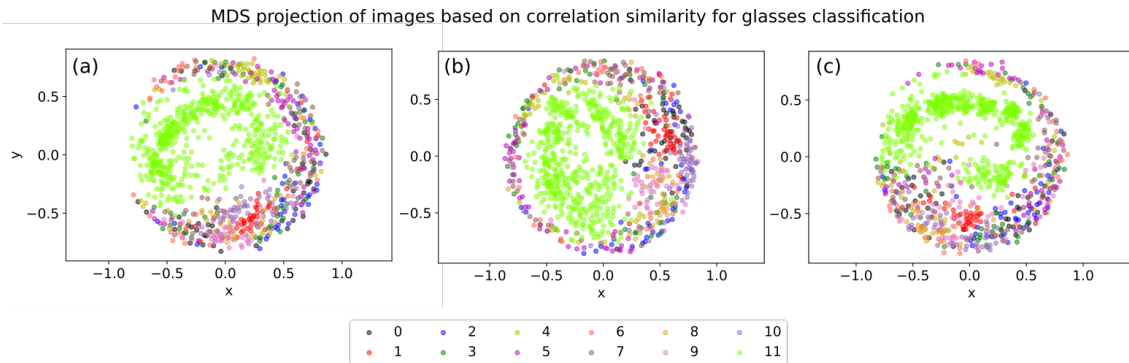 MDS projection of images based on correlation similarity for glasses classification
(a) (b) (c)
0.5 0.5 0.5
y
0.0 0.0 0.0
−0.5 −0.5 −0.5
−1.0 −0.5 0.0 0.5 1.0 −1.0 −0.5 0.0 0.5 1.0 −1.0 −0.5 0.0 0.5 1.0
x x x
0 2 4 6 8 10
1 3 5 7 9 11